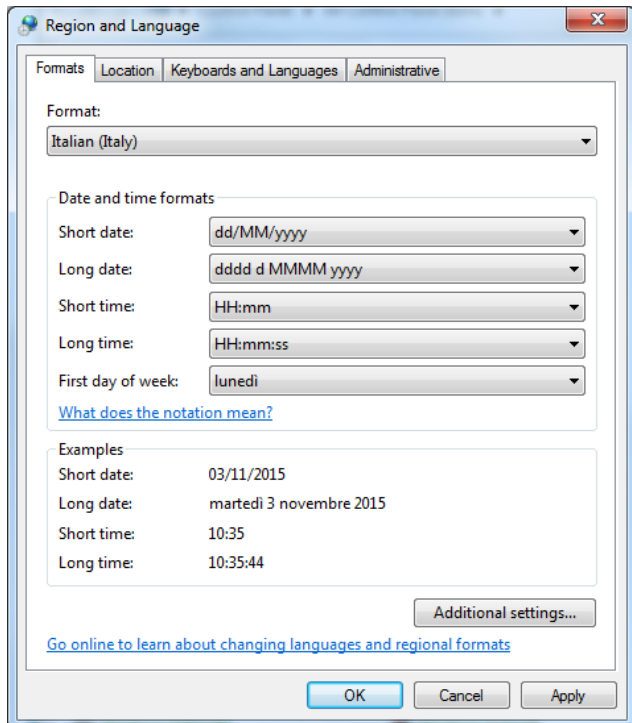 Region and Language
Formats Location Keyboards and Languages Administrative
Format:
Italian (Italy)
Date and time formats
Short date: dd/MM/yyyy
Long date: dddd d MMMM yyyy
Short time: HH:mm
Long time: HH:mm:ss
First day of week: lunedì
What does the notation mean?
Examples
Short date: 03/11/2015
Long date: martedì 3 novembre 2015
Short time: 10:35
Long time: 10:35:44
Additional settings...
Go online to learn about changing languages and regional formats
OK Cancel Apply